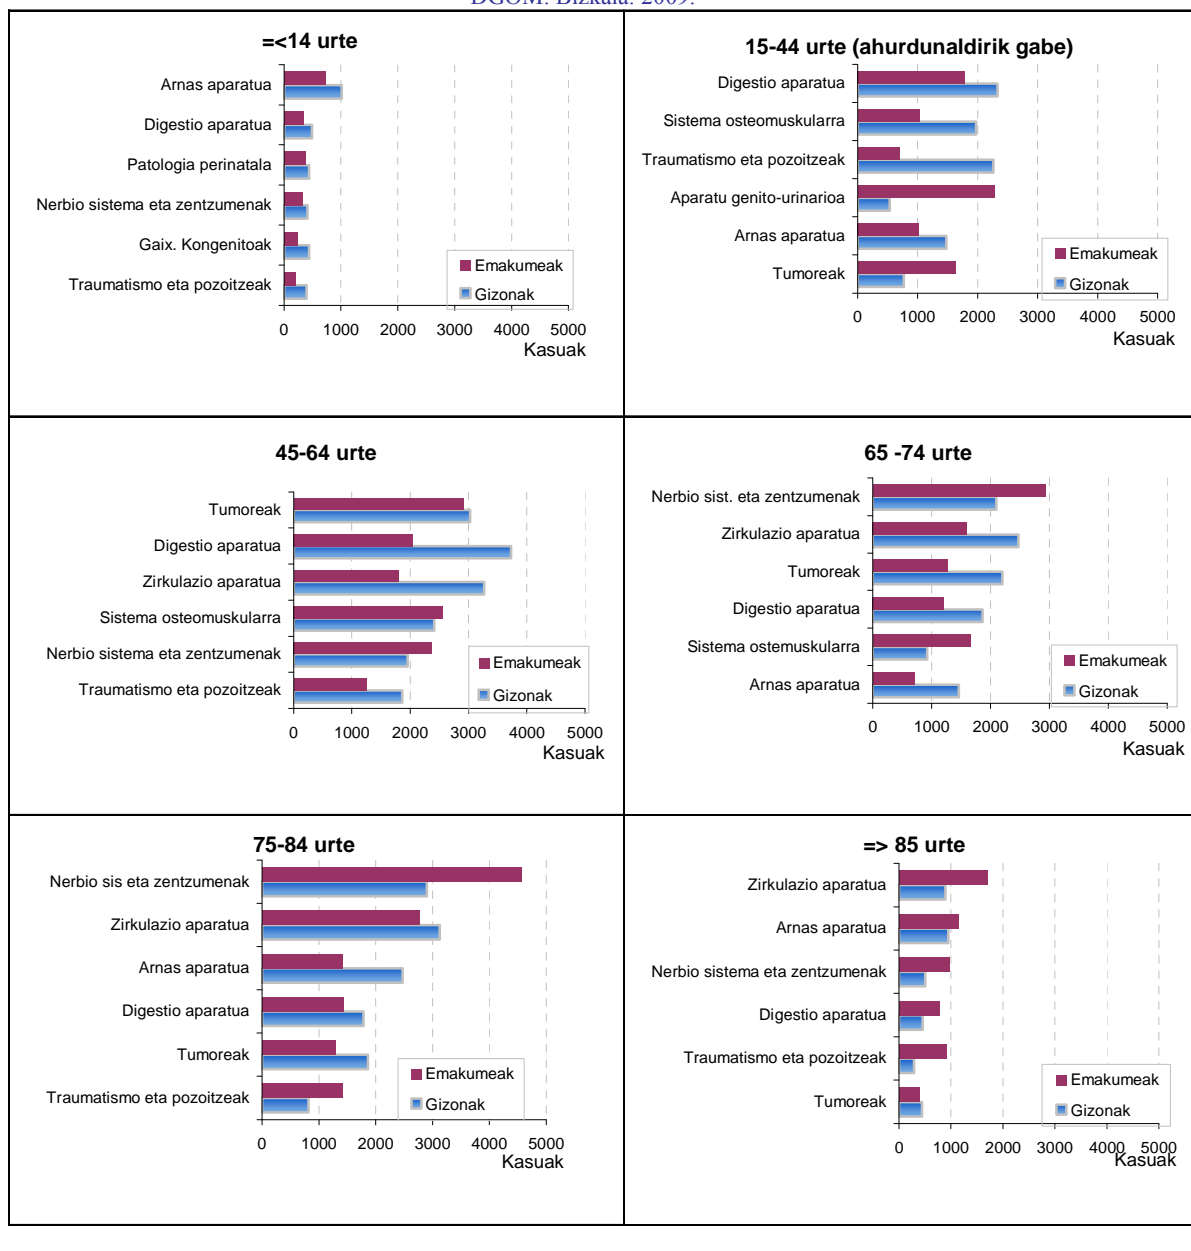 DGOM. Bizkaia. 2009.
=<14 urte
Arnas aparatua
Digestio aparatua
Patologia perinatala
Nerbio sistema eta zentzumenak
Gaix. Kongenitoak
Traumatismo eta pozoitzeak
Emakumeak
Gizonak
0 1000 2000 3000 4000 5000
Kasuak
15-44 urte (ahurdunaldirik gabe)
Digestio aparatua
Sistema osteomuskularra
Traumatismo eta pozoitzeak
Aparatu genito-urinarioa
Arnas aparatua
Tumoreak
Emakumeak
Gizonak
0 1000 2000 3000 4000 5000
Kasuak
45-64 urte
Tumoreak
Digestio aparatua
Zirkulazio aparatua
Sistema osteomuskularra
Nerbio sistema eta zentzumenak
Traumatismo eta pozoitzeak
Emakumeak
Gizonak
0 1000 2000 3000 4000 5000
Kasuak
65 -74 urte
Nerbio sist. eta zentzumenak
Zirkulazio aparatua
Tumoreak
Digestio aparatua
Sistema ostemuskularra
Arnas aparatua
Emakumeak
Gizonak
0 1000 2000 3000 4000 5000
Kasuak
75-84 urte
Nerbio sis eta zentzumenak
Zirkulazio aparatua
Arnas aparatua
Digestio aparatua
Tumoreak
Traumatismo eta pozoitzeak
Emakumeak
Gizonak
0 1000 2000 3000 4000 5000
Kasuak
=> 85 urte
Zirkulazio aparatua
Arnas aparatua
Nerbio sistema eta zentzumenak
Digestio aparatua
Traumatismo eta pozoitzeak
Tumoreak
Emakumeak
Gizonak
0 1000 2000 3000 4000 5000
Kasuak